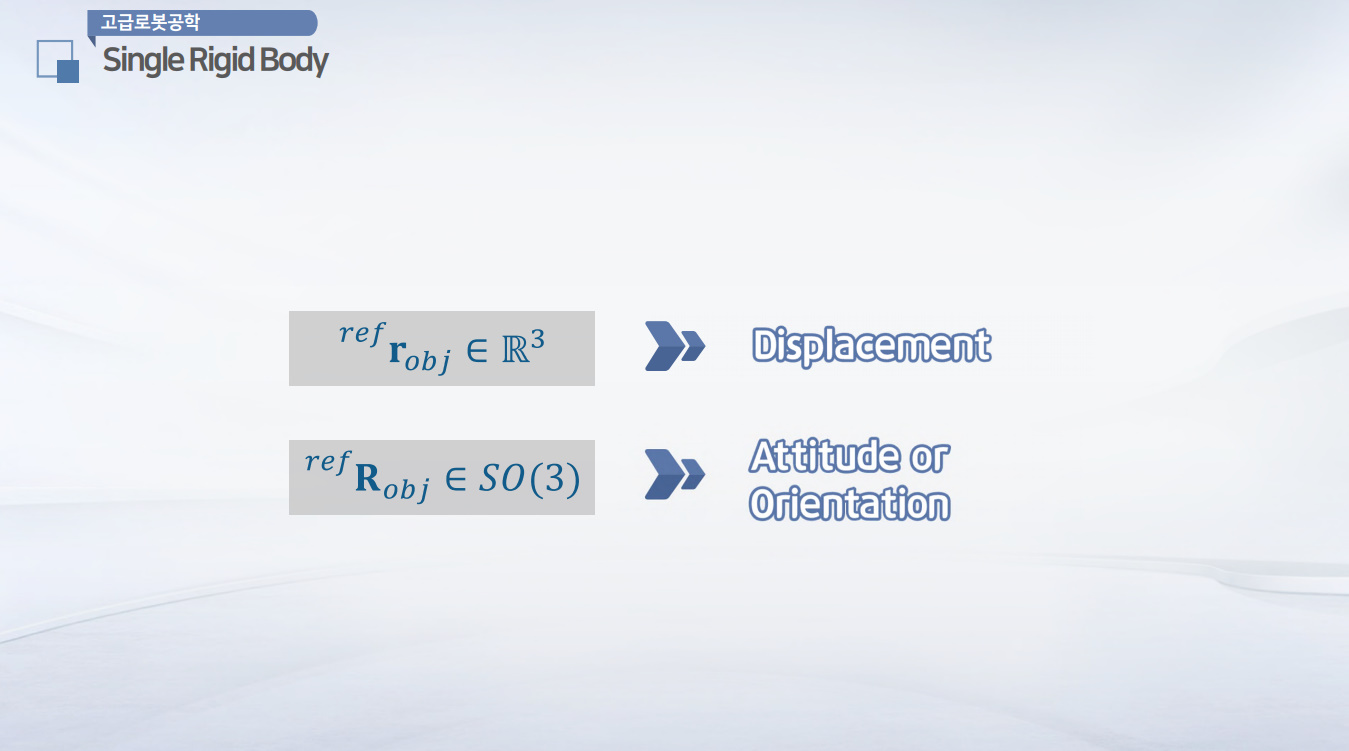 고급로봇공학
Single Rigid Body
$^{ref}\mathbf{r}_{obj} \in \mathbb{R}^3$
Displacement
$^{ref}\mathbf{R}_{obj} \in SO(3)$
Attitude or
Orientation